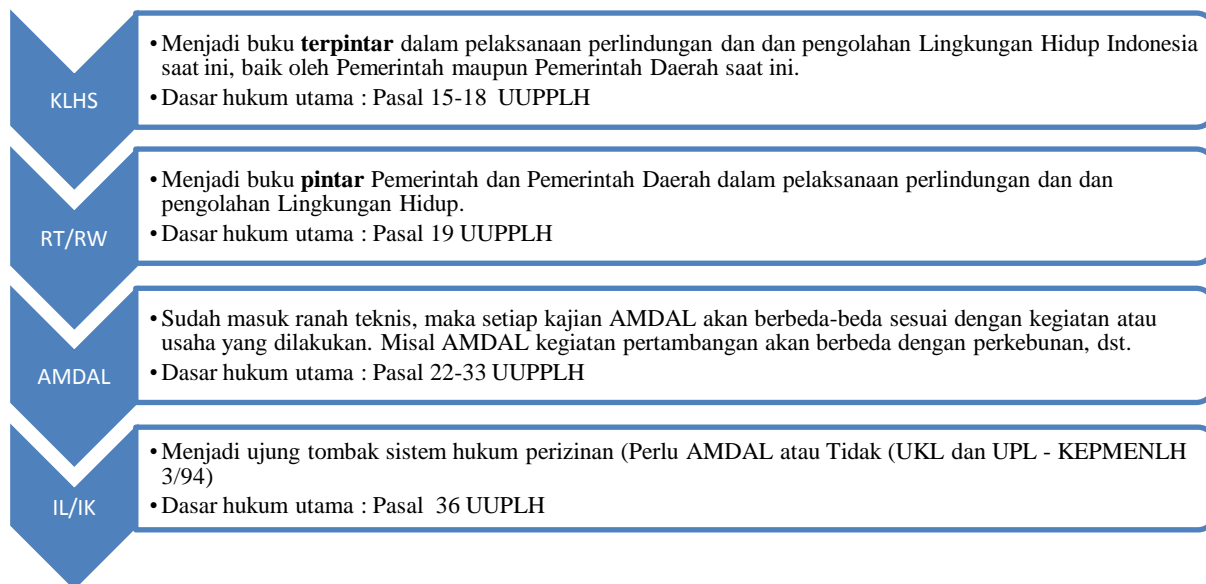 KLHS
• Menjadi buku terpintar dalam pelaksanaan perlindungan dan dan pengolahan Lingkungan Hidup Indonesia
saat ini, baik oleh Pemerintah maupun Pemerintah Daerah saat ini.
• Dasar hukum utama : Pasal 15-18 UUPPLH
RT/RW
• Menjadi buku pintar Pemerintah dan Pemerintah Daerah dalam pelaksanaan perlindungan dan dan
pengolahan Lingkungan Hidup.
• Dasar hukum utama : Pasal 19 UUPPLH
AMDAL
• Sudah masuk ranah teknis, maka setiap kajian AMDAL akan berbeda-beda sesuai dengan kegiatan atau
usaha yang dilakukan. Misal AMDAL kegiatan pertambangan akan berbeda dengan perkebunan, dst.
• Dasar hukum utama : Pasal 22-33 UUPPLH
IL/IK
• Menjadi ujung tombak sistem hukum perizinan (Perlu AMDAL atau Tidak (UKL dan UPL - KEPMENLH
3/94)
• Dasar hukum utama : Pasal 36 UUPLH